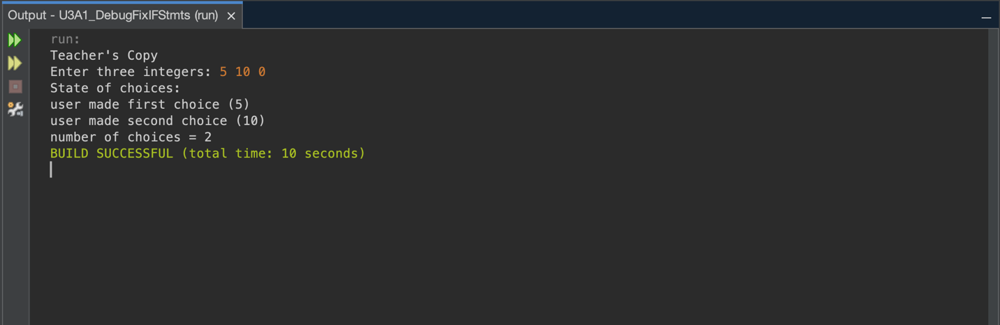 Output - U3A1_DebugFixIFStmts (run) ×
run:
Teacher's Copy
Enter three integers: 5 10 0
State of choices:
user made first choice (5)
user made second choice (10)
number of choices = 2
BUILD SUCCESSFUL (total time: 10 seconds)